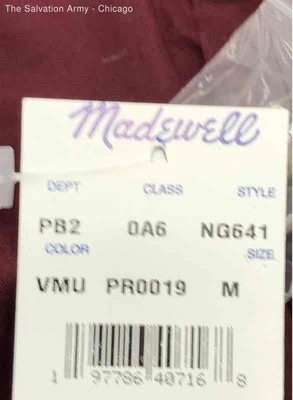 The Salvation Army - Chicago
Madewell
DEPT CLASS STYLE
PB2 0A6 NG641
COLOR SIZE
VMU PR0019 M
1 97786 40716 8